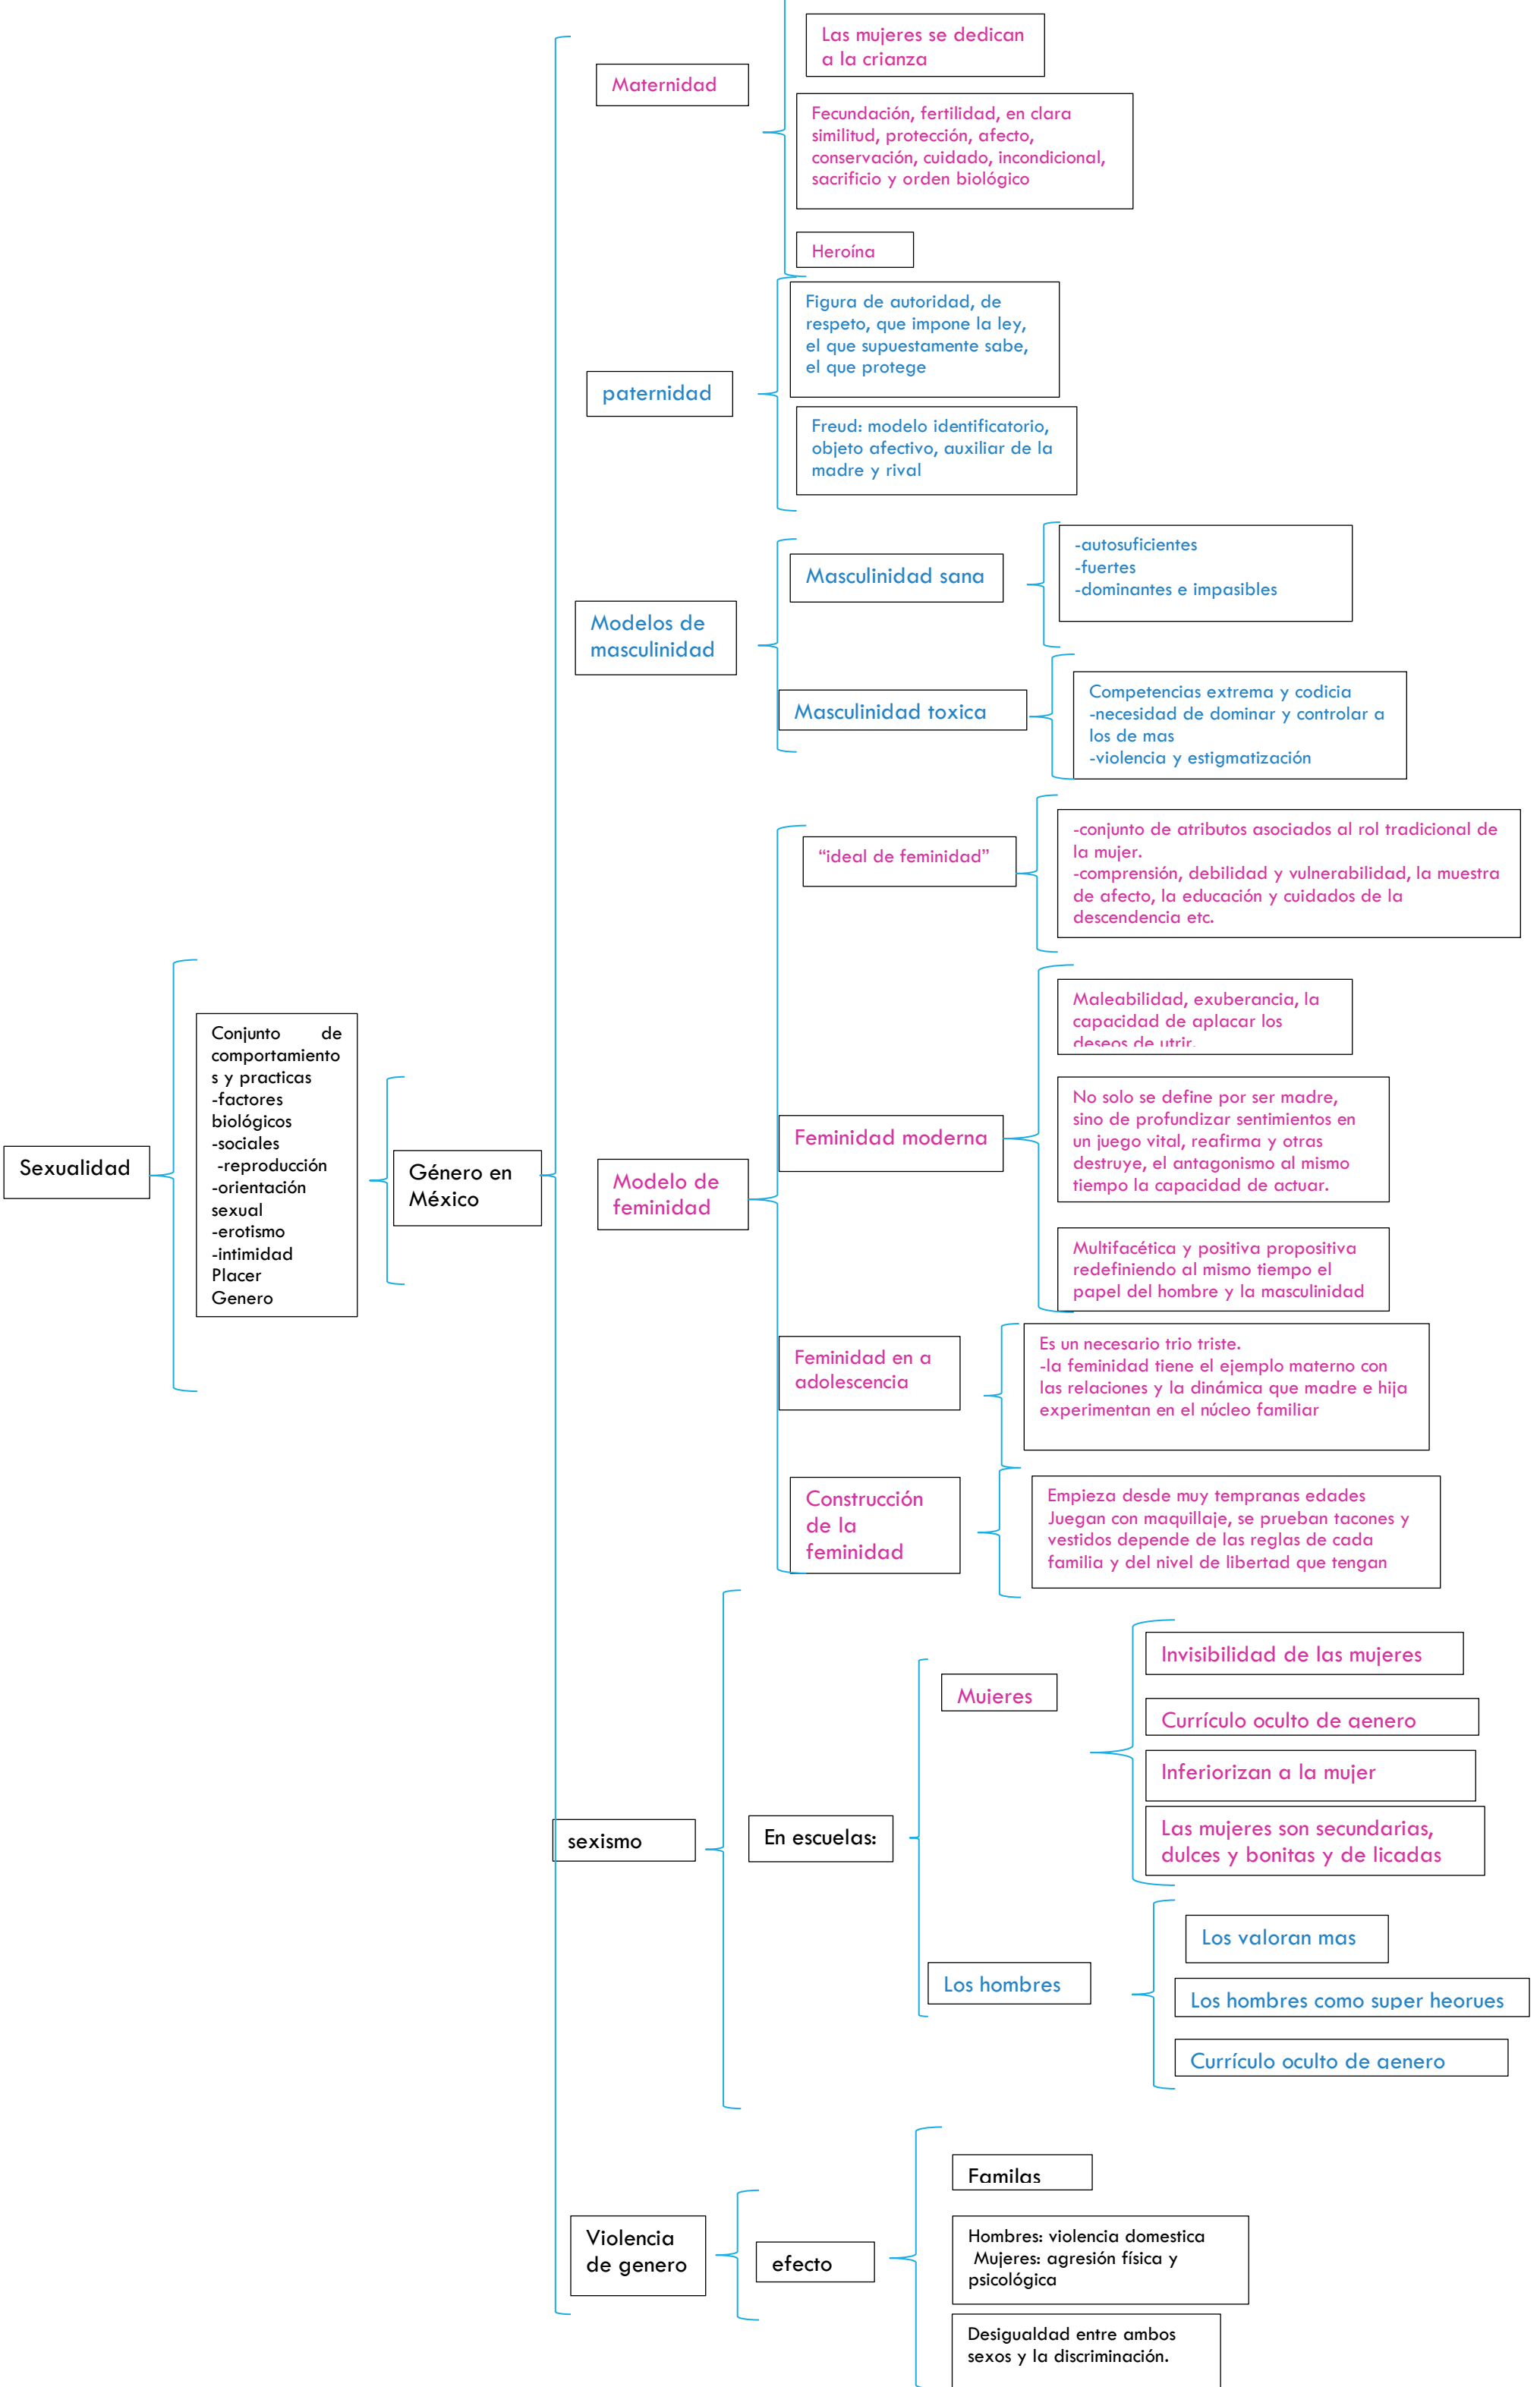 Las mujeres se dedican
a la crianza
Maternidad
Fecundación, fertilidad, en clara
similitud, protección, afecto,
conservación, cuidado, incondicional,
sacrificio y orden biológico
Heroína
Figura de autoridad, de
respeto, que impone la ley,
el que supuestamente sabe,
el que protege
paternidad
Freud: modelo identificatorio,
objeto afectivo, auxiliar de la
madre y rival
Modelos de
masculinidad
Masculinidad sana
-autosuficientes
-fuertes
-dominantes e impasibles
Masculinidad toxica
Competencias extrema y codicia
-necesidad de dominar y controlar a
los de mas
-violencia y estigmatización
Sexualidad
Conjunto de
comportamiento
s y practicas
-factores
biológicos
-sociales
-reproducción
-orientación
sexual
-erotismo
-intimidad
Placer
Genero
Género en
México
Modelo de
feminidad
“ideal de feminidad”
-conjunto de atributos asociados al rol tradicional de
la mujer.
-comprensión, debilidad y vulnerabilidad, la muestra
de afecto, la educación y cuidados de la
descendencia etc.
Feminidad moderna
Maleabilidad, exuberancia, la
capacidad de aplacar los
deseos de utrir.
No solo se define por ser madre,
sino de profundizar sentimientos en
un juego vital, reafirma y otras
destruye, el antagonismo al mismo
tiempo la capacidad de actuar.
Multifacética y positiva propositiva
redefiniendo al mismo tiempo el
papel del hombre y la masculinidad
Feminidad en a
adolescencia
Es un necesario trio triste.
-la feminidad tiene el ejemplo materno con
las relaciones y la dinámica que madre e hija
experimentan en el núcleo familiar
Construcción
de la
feminidad
Empieza desde muy tempranas edades
Juegan con maquillaje, se prueban tacones y
vestidos depende de las reglas de cada
familia y del nivel de libertad que tengan
sexismo
En escuelas:
Mujeres
Invisibilidad de las mujeres
Currículo oculto de genero
Inferiorizan a la mujer
Las mujeres son secundarias,
dulces y bonitas y de licadas
Los hombres
Los valoran mas
Los hombres como super heorues
Currículo oculto de genero
Violencia
de genero
efecto
Familas
Hombres: violencia domestica
Mujeres: agresión física y
psicológica
Desigualdad entre ambos
sexos y la discriminación.